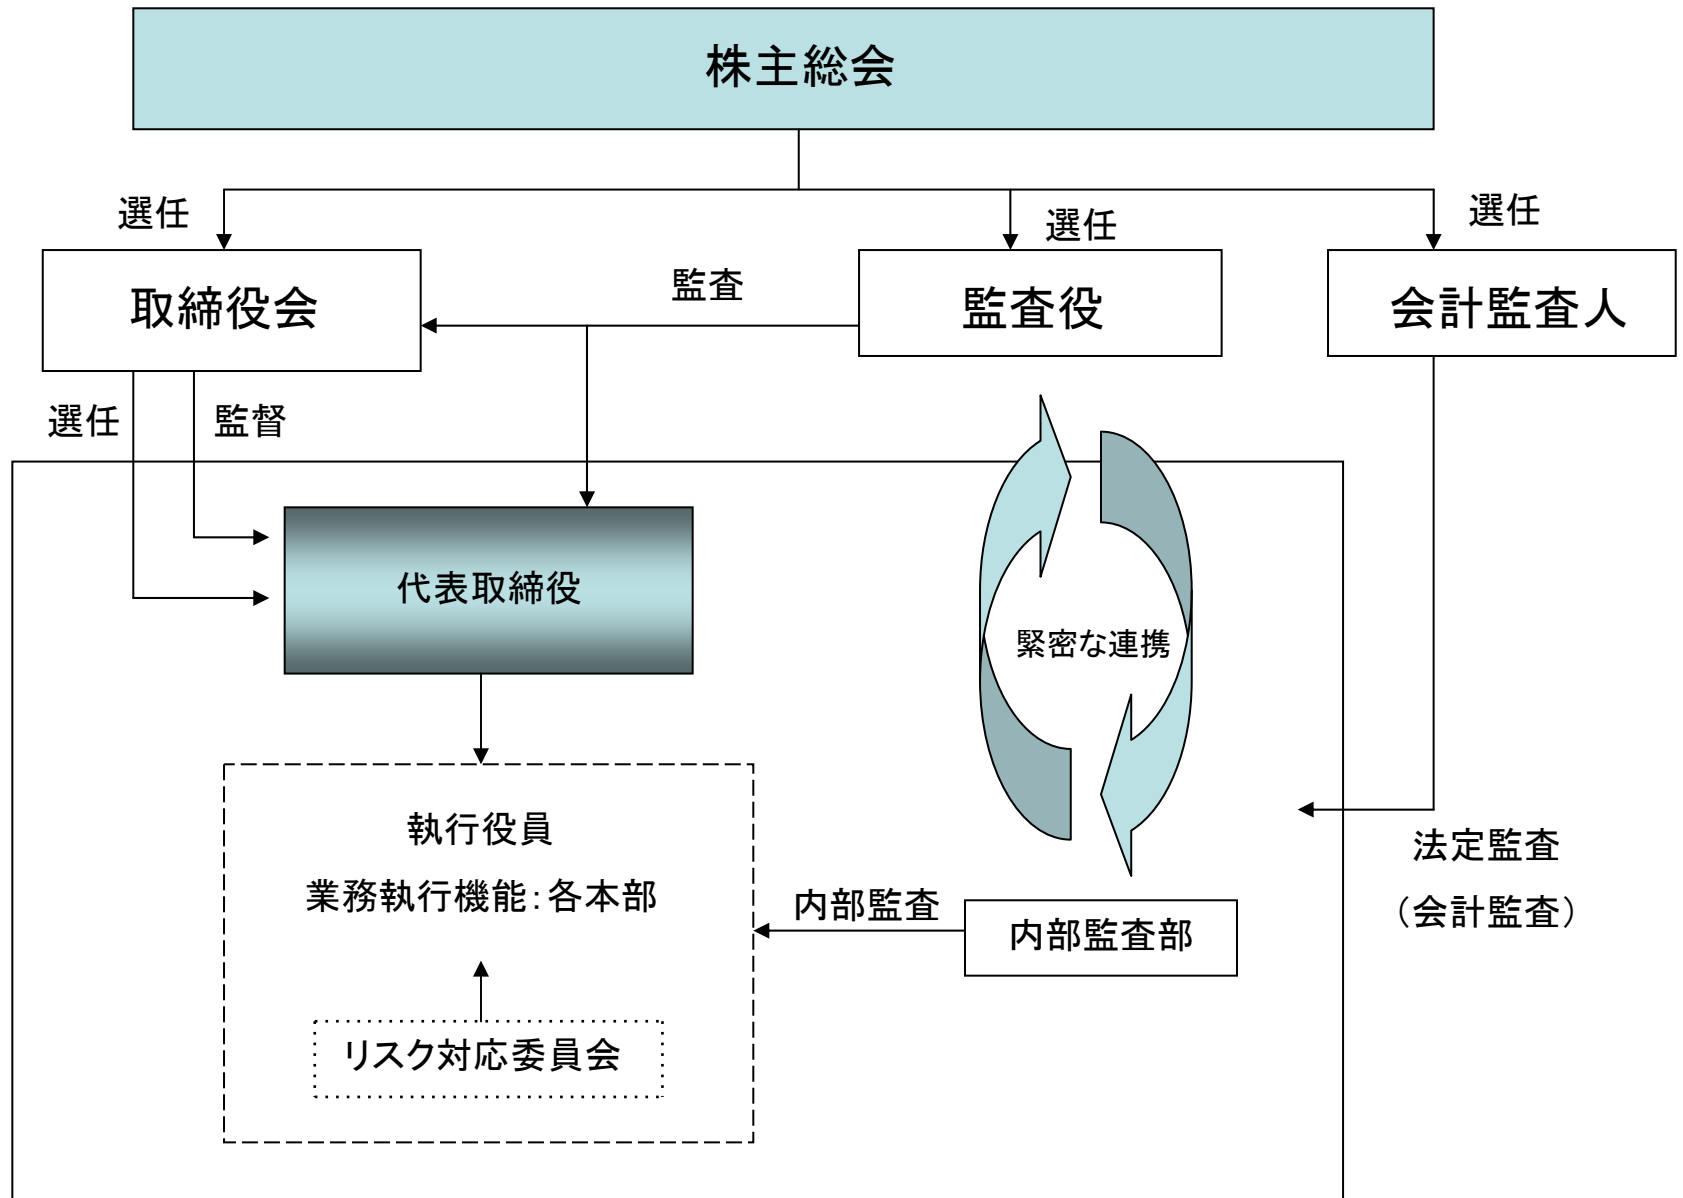 株主総会
選任
選任
選任
取締役会
監査
監査役
会計監査人
選任
監督
代表取締役
緊密な連携
執行役員
業務執行機能：各本部
内部監査
内部監査部
法定監査
（会計監査）
リスク対応委員会